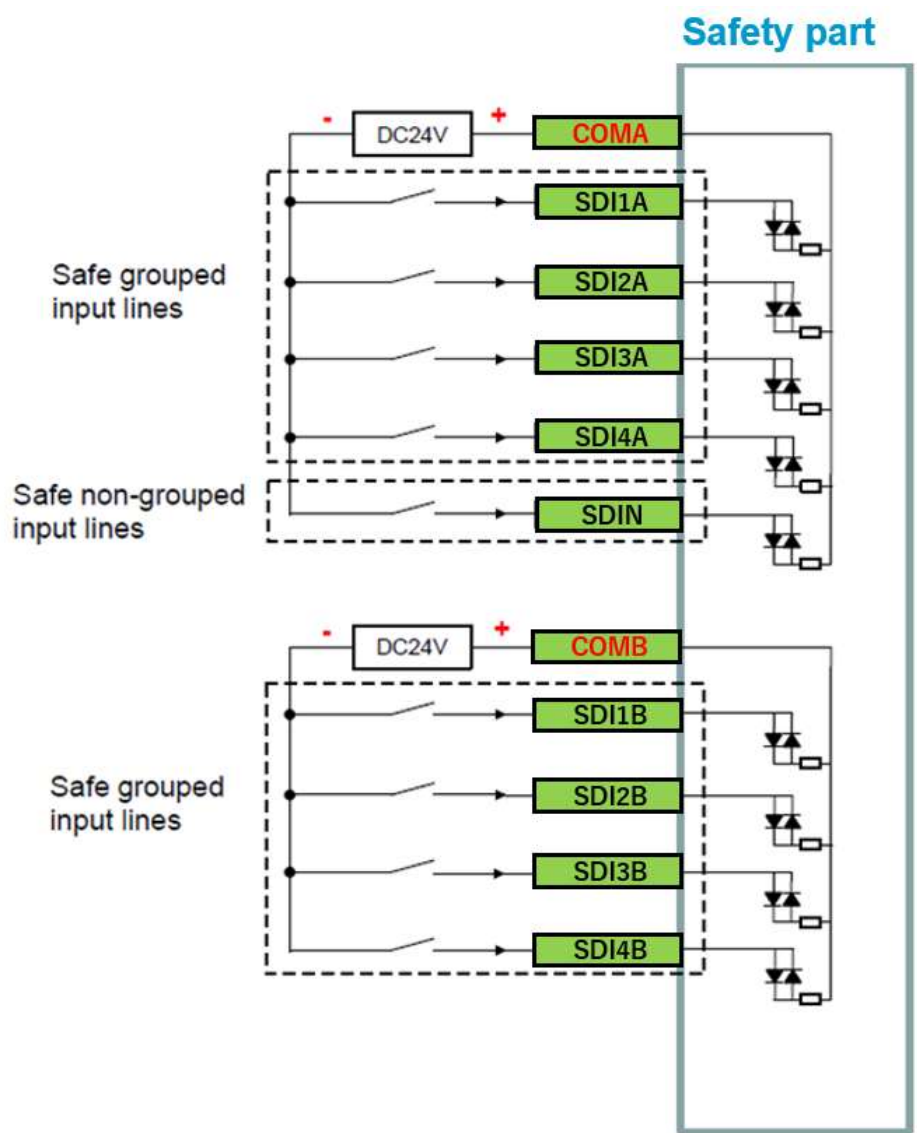 Safety part
- DC24V + COMA
SDI1A
Safe grouped
input lines
SDI2A
SDI3A
SDI4A
Safe non-grouped
input lines
SDIN
- DC24V + COMB
SDI1B
Safe grouped
input lines
SDI2B
SDI3B
SDI4B